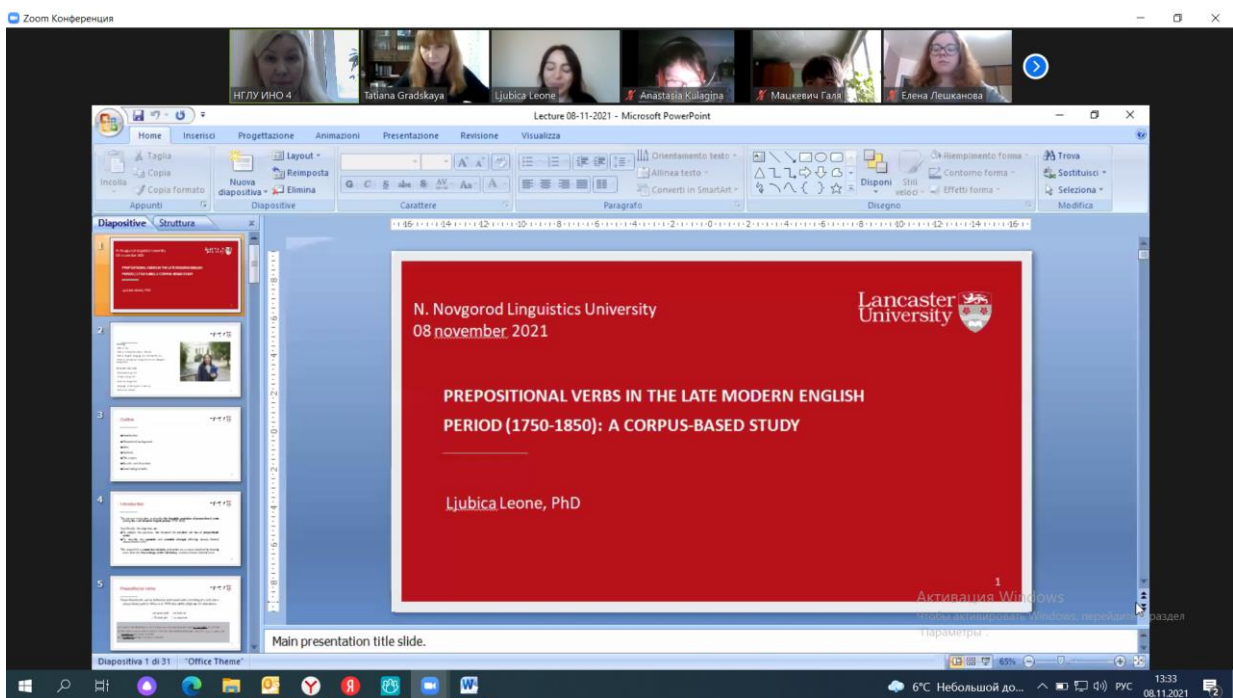 Zoom Конференция
НГЛУ ИНО 4
Tatiana Gradskaya
Ljubica Leone
Anastasia Kulagina
Мацкевич Галя
Елена Лешканова
Lecture 08-11-2021 - Microsoft PowerPoint
Home Inserisci Progettazione Animazioni Presentazione Revisione Visualizza
Incolla
Taglia
Copia
Copia formato
Appunti
Nuova diapositiva
Layout
Reimposta
Elimina
Diapositive
Carattere
Orientamento testo
Allinea testo
Converti in SmartArt
Paragrafo
Disponi
Stili veloci
Riempimento forma
Contorno forma
Effetti forma
Disegno
Trova
Sostituisci
Seleziona
Modifica
Diapositive Struttura
1
2
3
4
5
N. Novgorod Linguistics University
08 november 2021
Lancaster
University
PREPOSITIONAL VERBS IN THE LATE MODERN ENGLISH
PERIOD (1750-1850): A CORPUS-BASED STUDY
Ljubica Leone, PhD
1
Активация Windows
Чтобы активировать Windows, перейдите раздел
Параметры .
Main presentation title slide.
Diapositiva 1 di 31 "Office Theme" 65%
6°C Небольшой до... РУС 13:33
08.11.2021